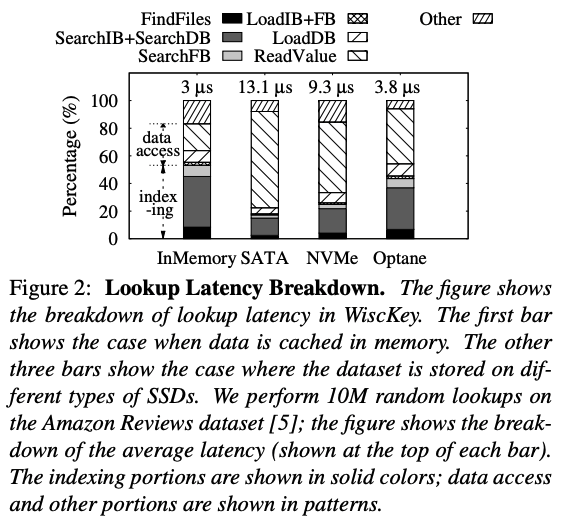 FindFiles LoadIB+FB Other
SearchIB+SearchDB LoadDB
SearchFB ReadValue
3 µs 13.1 µs 9.3 µs 3.8 µs
Percentage (%)
100
80
60
40
20
0
data
access
index
-ing
InMemory SATA NVMe Optane
Figure 2: Lookup Latency Breakdown. The figure shows
the breakdown of lookup latency in WiscKey. The first bar
shows the case when data is cached in memory. The other
three bars show the case where the dataset is stored on dif-
ferent types of SSDs. We perform 10M random lookups on
the Amazon Reviews dataset [5]; the figure shows the break-
down of the average latency (shown at the top of each bar).
The indexing portions are shown in solid colors; data access
and other portions are shown in patterns.